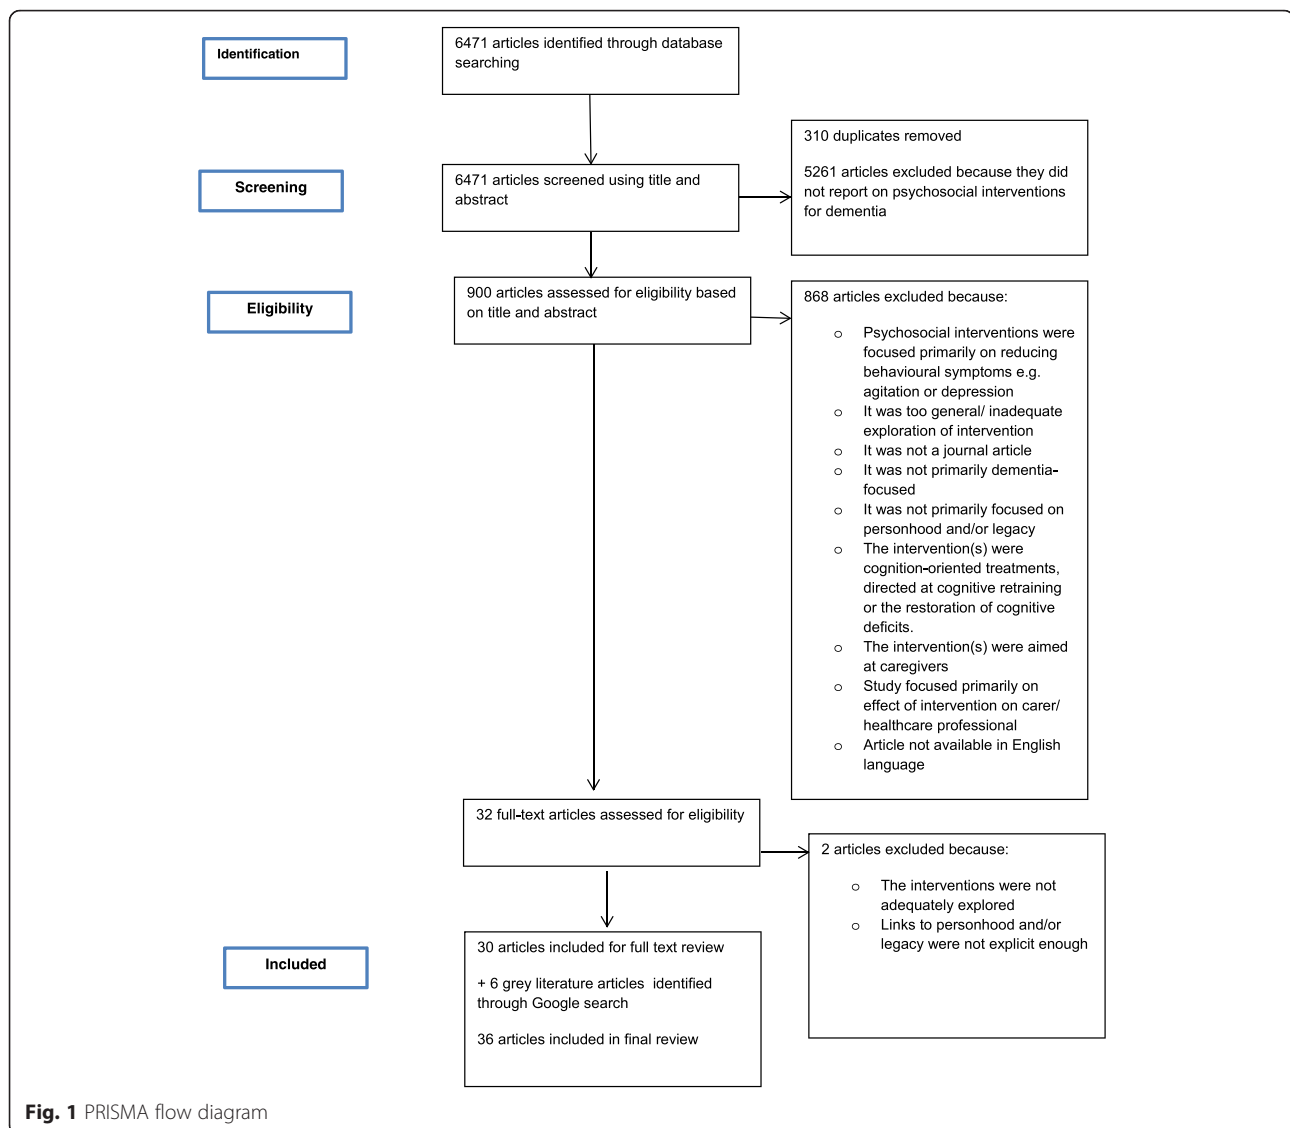 Identification
6471 articles identified through database
searching
Screening
6471 articles screened using title and
abstract
310 duplicates removed
5261 articles excluded because they did
not report on psychosocial interventions
for dementia
Eligibility
900 articles assessed for eligibility based
on title and abstract
868 articles excluded because:
o Psychosocial interventions were
focused primarily on reducing
behavioural symptoms e.g.
agitation or depression
o It was too general/ inadequate
exploration of intervention
o It was not a journal article
o It was not primarily dementia-
focused
o It was not primarily focused on
personhood and/or legacy
o The intervention(s) were
cognition-oriented treatments,
directed at cognitive retraining
or the restoration of cognitive
deficits.
o The intervention(s) were aimed
at caregivers
o Study focused primarily on
effect of intervention on carer/
healthcare professional
o Article not available in English
language
32 full-text articles assessed for eligibility
2 articles excluded because:
o The interventions were not
adequately explored
o Links to personhood and/or
legacy were not explicit enough
Included
30 articles included for full text review
+ 6 grey literature articles identified
through Google search
36 articles included in final review
Fig. 1 PRISMA flow diagram